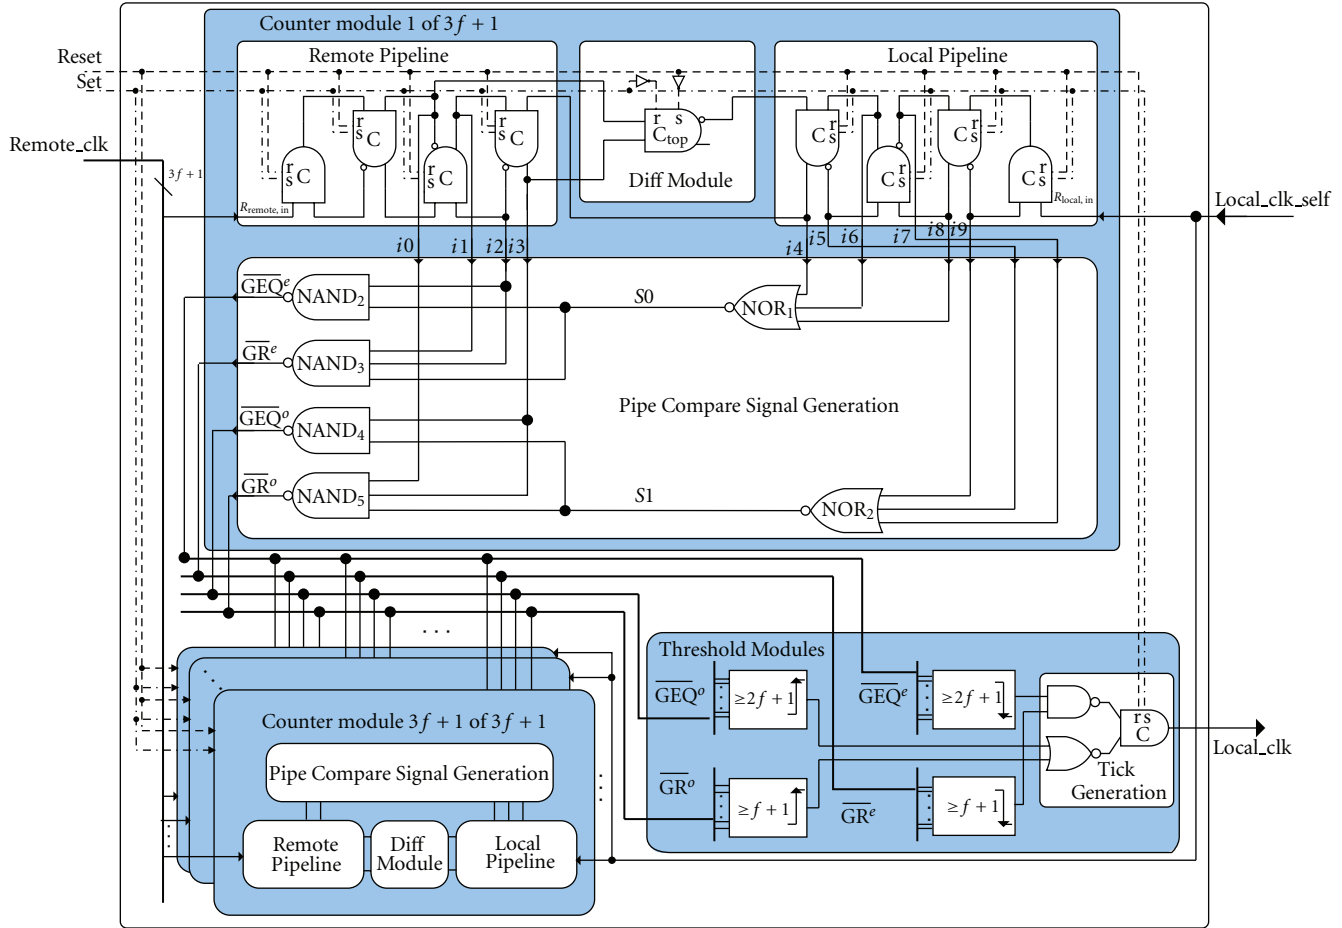 Counter module 1 of 3f + 1
Reset
Set
Remote_clk
3f+1
Remote Pipeline
r s C
r s C
r s C
r s C
R remote, in
r s
C top
Diff Module
Local Pipeline
C r s
r s C
C r s
C r s
R local, in
Local_clk_self
i0 i1 i2 i3 i4 i5 i6 i7 i8 i9
GEQ^e NAND2 S0 NOR1
GR^e NAND3
Pipe Compare Signal Generation
GEQ^o NAND4
GR^o NAND5 S1 NOR2
. . .
Threshold Modules
GEQ^o ≥2f+1
GEQ^e ≥2f+1
GR^o ≥f+1
GR^e ≥f+1
r s
C
Tick
Generation
Local_clk
Counter module 3f + 1 of 3f + 1
Pipe Compare Signal Generation
Remote
Pipeline
Diff
Module
Local
Pipeline